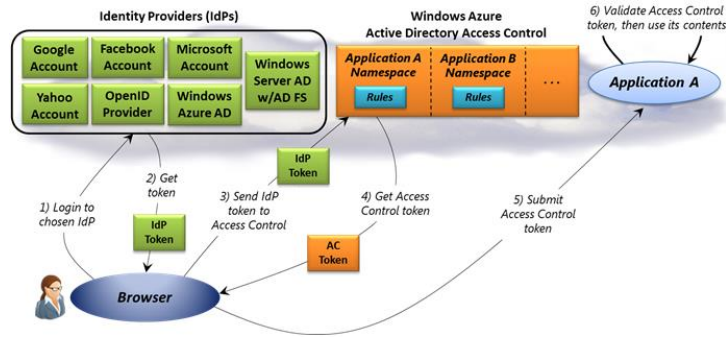 Identity Providers (IdPs)
Google
Account
Facebook
Account
Microsoft
Account
Windows
Server AD
w/AD FS
Yahoo
Account
OpenID
Provider
Windows
Azure AD
Windows Azure
Active Directory Access Control
Application A
Namespace
Rules
Application B
Namespace
Rules
...
6) Validate Access Control
token, then use its contents
Application A
1) Login to
chosen IdP
2) Get
token
IdP
Token
3) Send IdP
token to
Access Control
IdP
Token
4) Get Access
Control token
AC
Token
5) Submit
Access Control
token
Browser